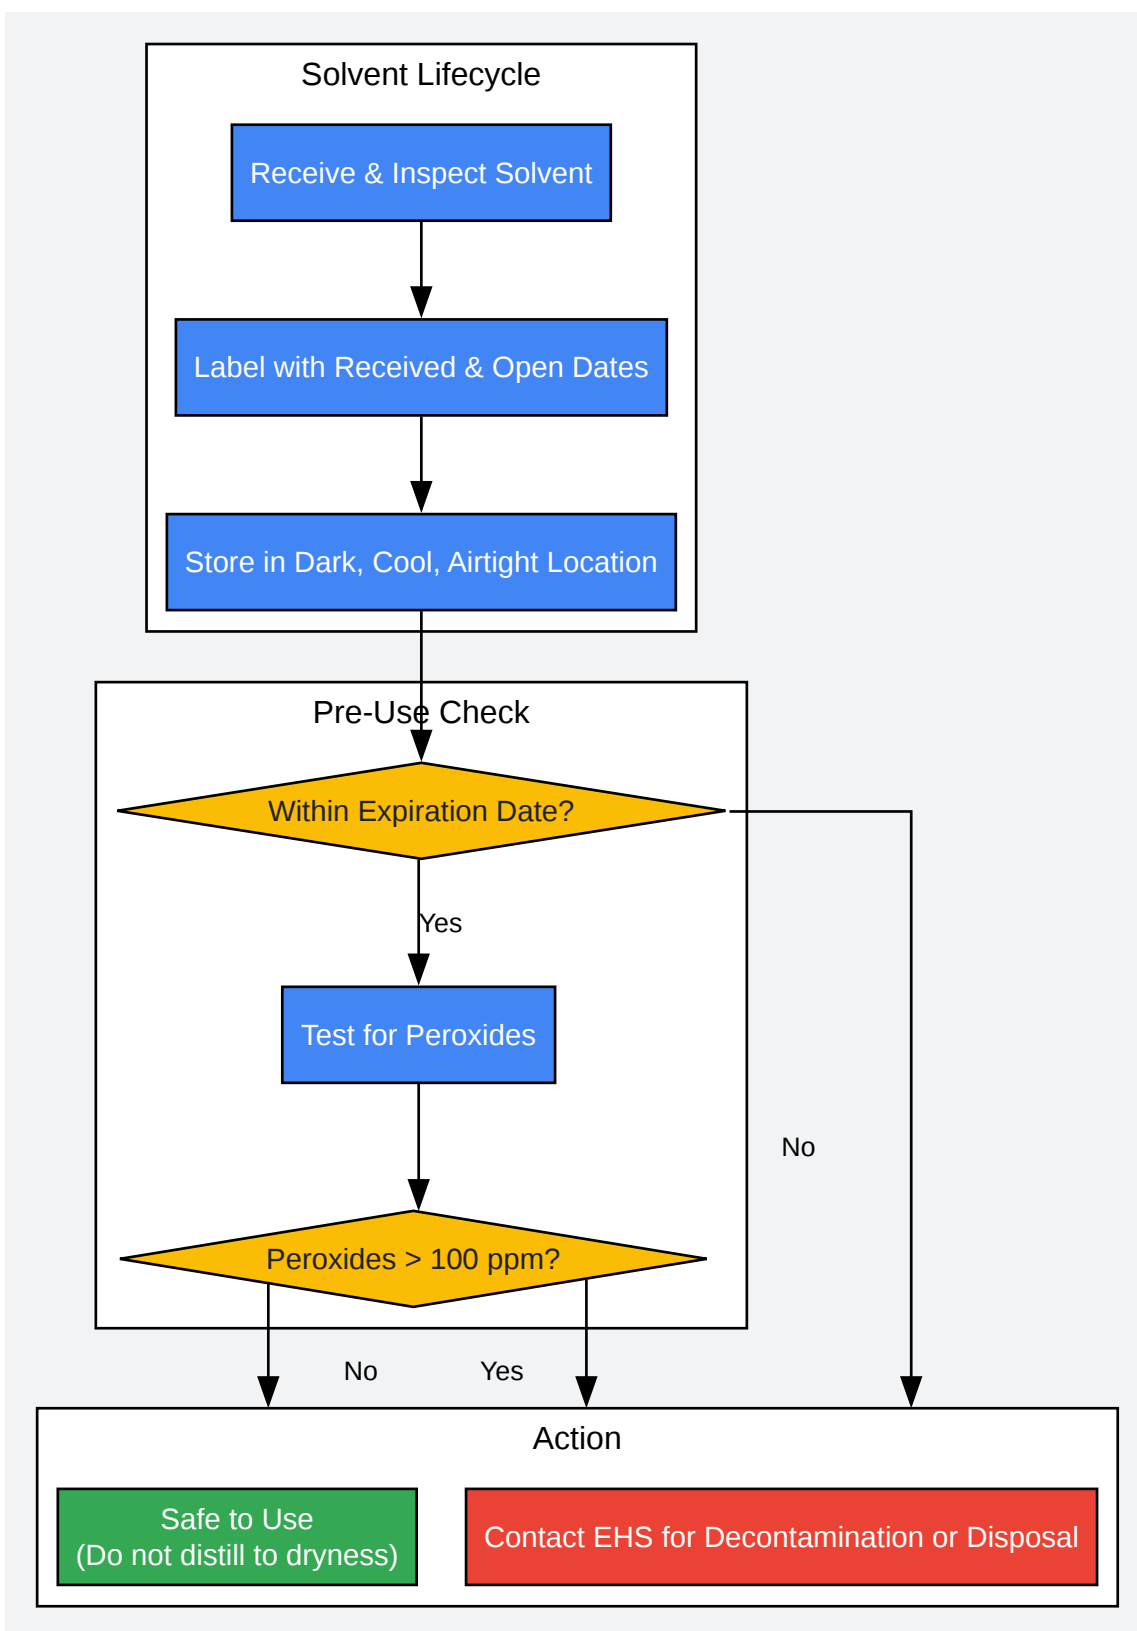 Solvent Lifecycle
Receive & Inspect Solvent
Label with Received & Open Dates
Store in Dark, Cool, Airtight Location
Pre-Use Check
Within Expiration Date?
Yes
Test for Peroxides
No
Peroxides > 100 ppm?
No
Yes
Action
Safe to Use
(Do not distill to dryness)
Contact EHS for Decontamination or Disposal